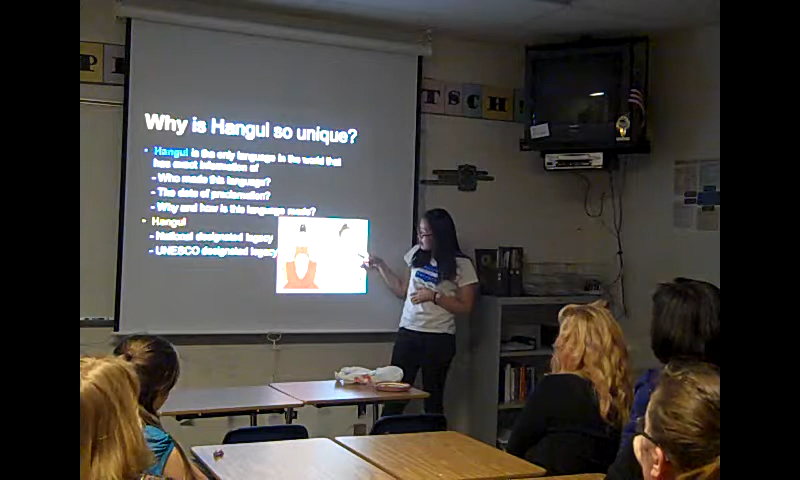 P
T S C H
Why is Hangul so unique?
• Hangul is the only language in the world that
has exact information of
- Who made this language?
- The date of proclamation?
- Why and how is this language made?
• Hangul
- National designated legacy
- UNESCO designated legacy